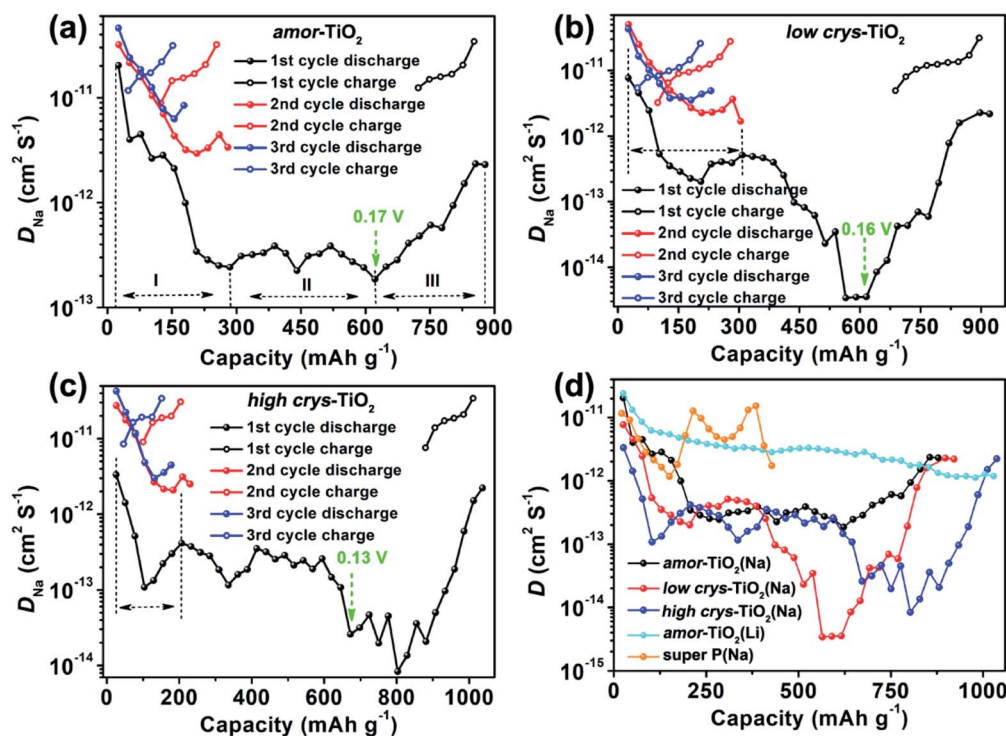 (a)
amor-TiO₂
1st cycle discharge
1st cycle charge
2nd cycle discharge
2nd cycle charge
3rd cycle discharge
3rd cycle charge
0.17 V
I
II
III
D_Na (cm² S⁻¹)
10⁻¹¹
10⁻¹²
10⁻¹³
0 150 300 450 600 750 900
Capacity (mAh g⁻¹)
(b)
low crys-TiO₂
1st cycle discharge
1st cycle charge
2nd cycle discharge
2nd cycle charge
3rd cycle discharge
3rd cycle charge
0.16 V
D_Na (cm² S⁻¹)
10⁻¹¹
10⁻¹²
10⁻¹³
10⁻¹⁴
0 150 300 450 600 750 900
Capacity (mAh g⁻¹)
(c)
high crys-TiO₂
1st cycle discharge
1st cycle charge
2nd cycle discharge
2nd cycle charge
3rd cycle discharge
3rd cycle charge
0.13 V
D_Na (cm² S⁻¹)
10⁻¹¹
10⁻¹²
10⁻¹³
10⁻¹⁴
0 200 400 600 800 1000
Capacity (mAh g⁻¹)
(d)
amor-TiO₂(Na)
low crys-TiO₂(Na)
high crys-TiO₂(Na)
amor-TiO₂(Li)
super P(Na)
D (cm² S⁻¹)
10⁻¹¹
10⁻¹²
10⁻¹³
10⁻¹⁴
10⁻¹⁵
0 250 500 750 1000
Capacity (mAh g⁻¹)